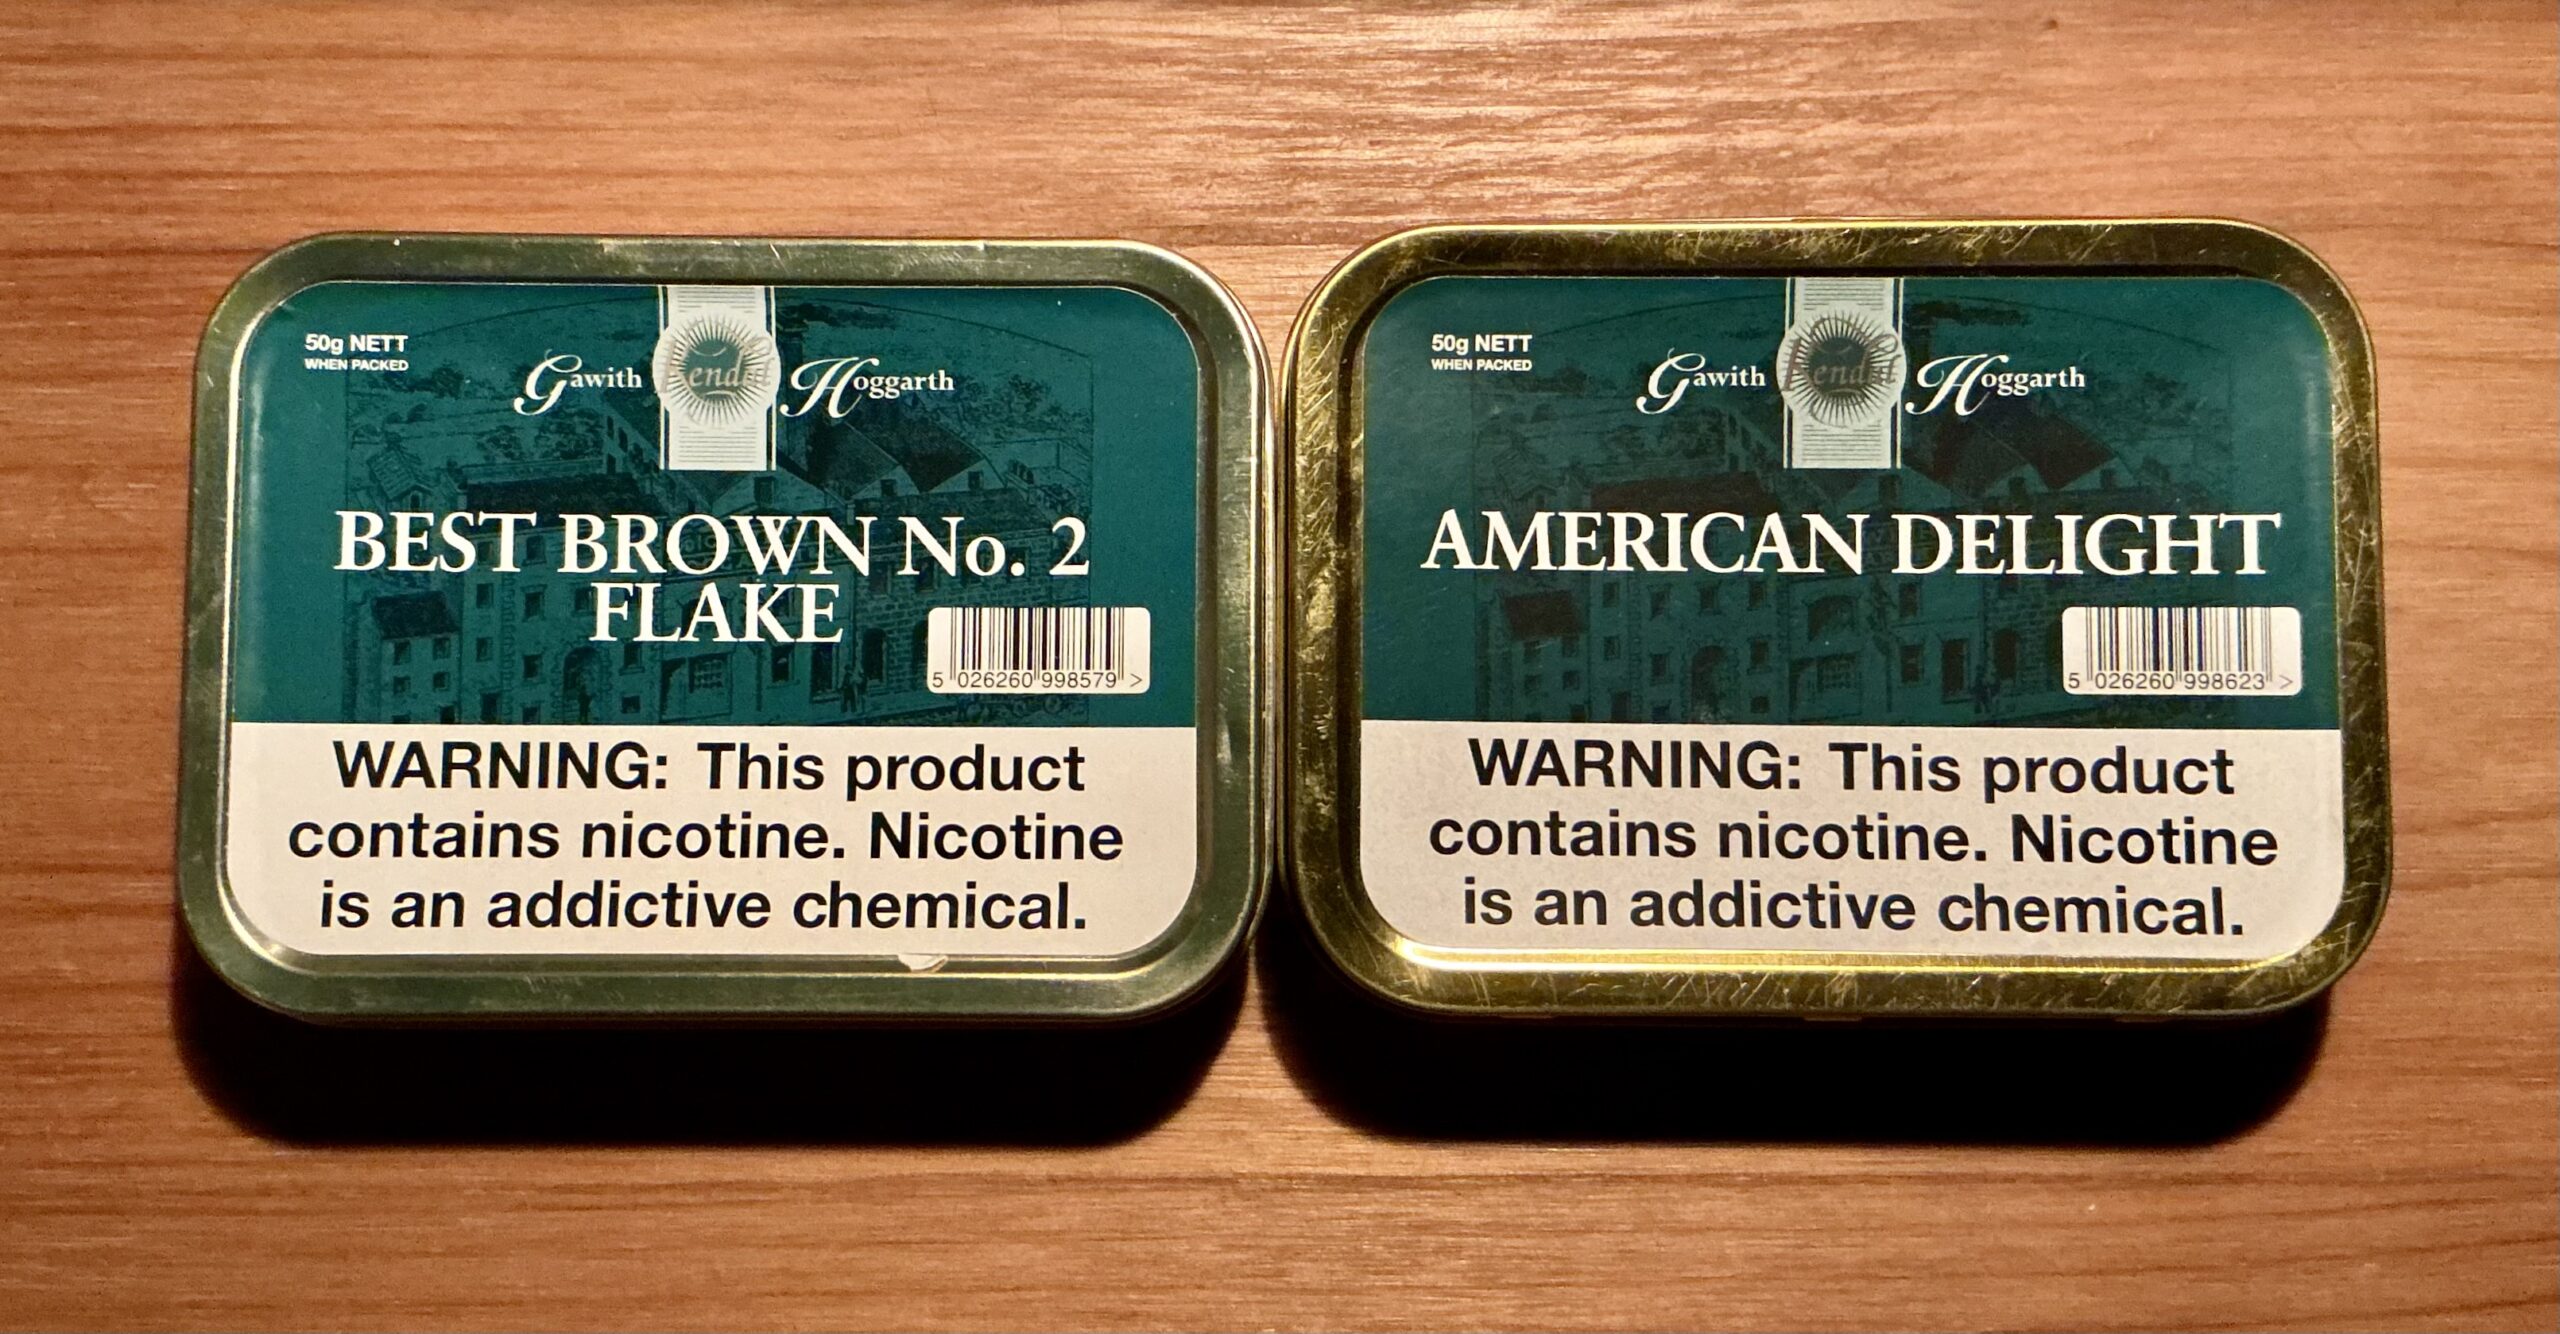 50g NETT
WHEN PACKED
Gawith Kendal Hoggarth
BEST BROWN No. 2
FLAKE
5 026260 998579 >
WARNING: This product
contains nicotine. Nicotine
is an addictive chemical.
50g NETT
WHEN PACKED
Gawith Kendal Hoggarth
AMERICAN DELIGHT
5 026260 998623 >
WARNING: This product
contains nicotine. Nicotine
is an addictive chemical.